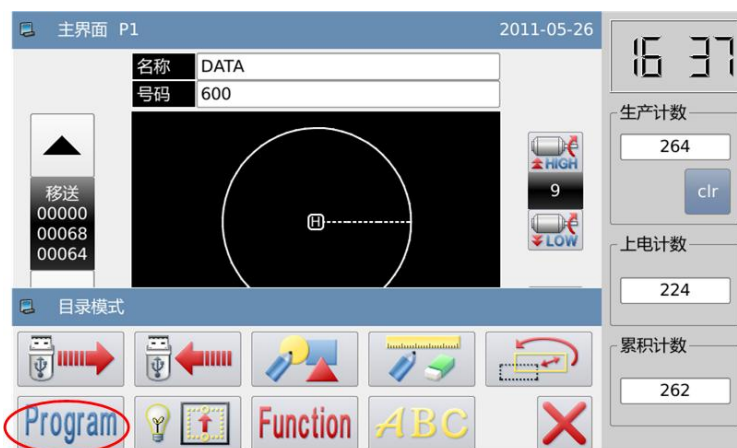 主界面 P1
2011-05-26
名称 DATA
号码 600
移送
00000
00068
00064
H
HIGH
9
LOW
16 37
生产计数
264
clr
上电计数
224
累积计数
262
目录模式
Program
Function
ABC